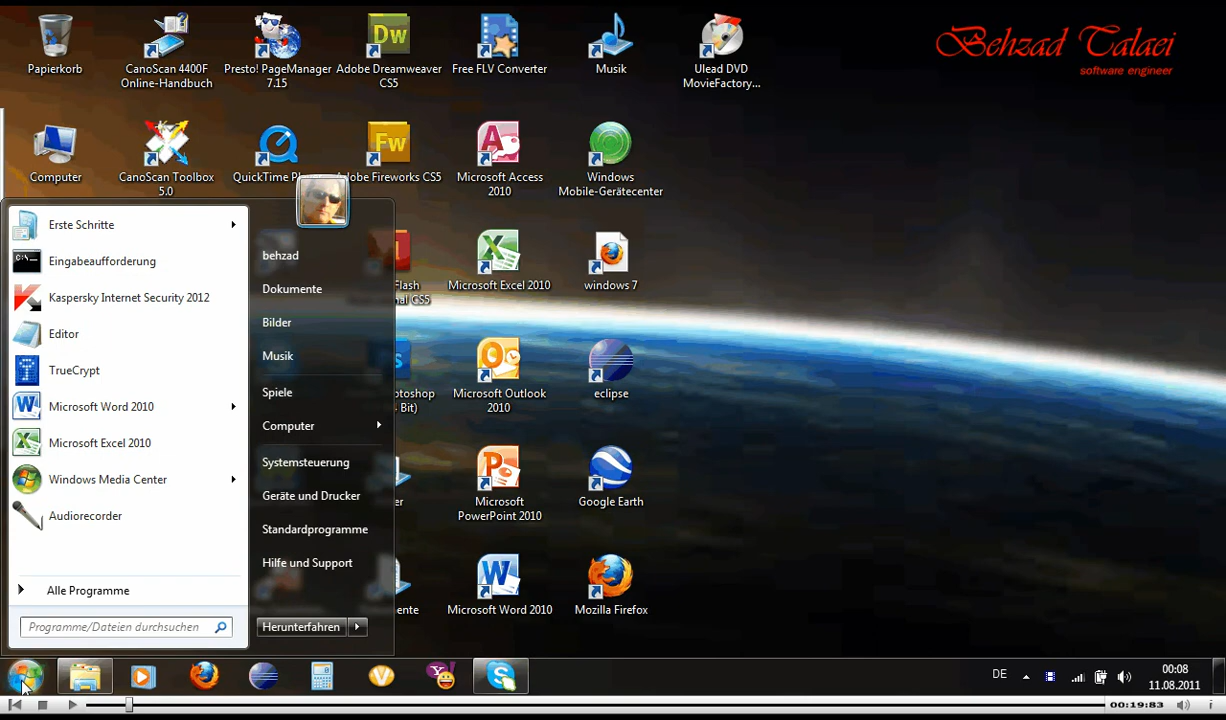 Papierkorb
CanoScan 4400F
Online-Handbuch
Presto! PageManager
7.15
Adobe Dreamweaver
CS5
Free FLV Converter
Musik
Ulead DVD
MovieFactory...
Behzad Talaei
software engineer
Computer
CanoScan Toolbox
5.0
QuickTime
Adobe Fireworks CS5
Microsoft Access
2010
Windows
Mobile-Gerätecenter
Erste Schritte
Eingabeaufforderung
Kaspersky Internet Security 2012
Editor
TrueCrypt
Microsoft Word 2010
Microsoft Excel 2010
Windows Media Center
Audiorecorder
Alle Programme
Programme/Dateien durchsuchen
behzad
Dokumente
Bilder
Musik
Spiele
Computer
Systemsteuerung
Geräte und Drucker
Standardprogramme
Hilfe und Support
Herunterfahren
Flash
CS5
Microsoft Excel 2010
windows 7
Bit)
Microsoft Outlook
2010
eclipse
Microsoft
PowerPoint 2010
Google Earth
Microsoft Word 2010
Mozilla Firefox
DE
00:08
11.08.2011
00:19:83